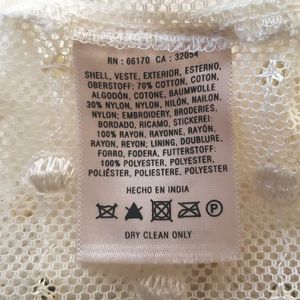 RN : 66170 CA : 32054
SHELL, VESTE, EXTERIOR, ESTERNO,
OBERSTOFF: 70% COTTON, COTON,
ALGODÓN, COTONE, BAUMWOLLE
30% NYLON, NYLON, NILÓN, NAILON,
NYLON; EMBROIDERY, BRODERIES,
BORDADO, RICAMO, STICKEREI:
100% RAYON, RAYONNE, RAYÓN,
RAYON, REYON; LINING, DOUBLURE,
FORRO, FODERA, FUTTERSTOFF:
100% POLYESTER, POLYESTER,
POLIÉSTER, POLIESTERE, POLYESTER
HECHO EN INDIA
P
DRY CLEAN ONLY